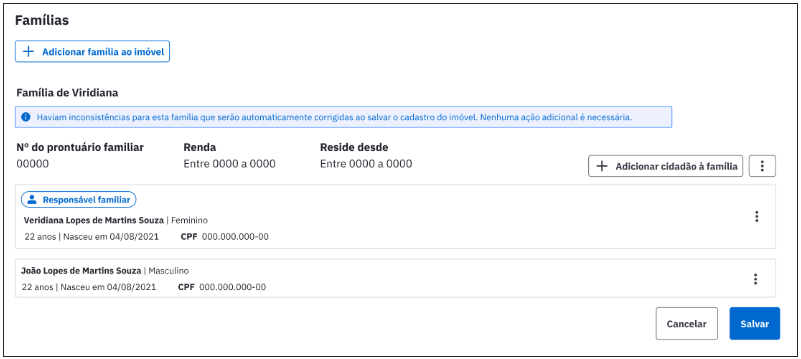 Famílias
Adicionar família ao imóvel
Família de Viridiana
Haviam inconsistências para esta família que serão automaticamente corrigidas ao salvar o cadastro do imóvel. Nenhuma ação adicional é necessária.
Nº do prontuário familiar Renda Reside desde
00000 Entre 0000 a 0000 Entre 0000 a 0000
Adicionar cidadão à família
Responsável familiar
Veridiana Lopes de Martins Souza | Feminino
22 anos | Nasceu em 04/08/2021 CPF 000.000.000-00
João Lopes de Martins Souza | Masculino
22 anos | Nasceu em 04/08/2021 CPF 000.000.000-00
Cancelar Salvar